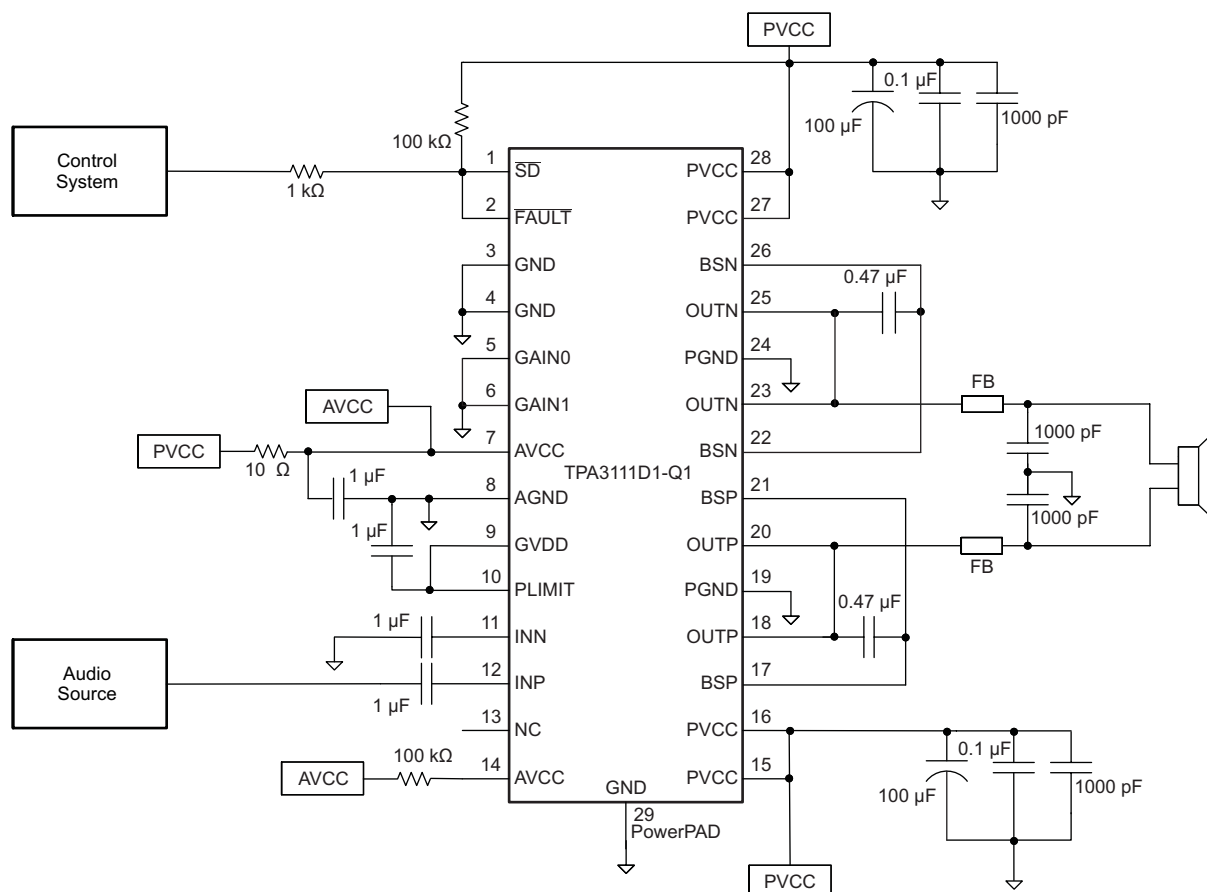 PVCC
0.1 µF
100 µF
1000 pF
Control
System
1 kΩ
100 kΩ
1
SD
2
FAULT
3
GND
4
GND
5
GAIN0
6
GAIN1
AVCC
7
AVCC
PVCC
10 Ω
1 µF
8
AGND
1 µF
9
GVDD
10
PLIMIT
1 µF
11
INN
Audio
Source
1 µF
12
INP
13
NC
AVCC
100 kΩ
14
AVCC
TPA3111D1-Q1
GND
29
PowerPAD
28
PVCC
27
PVCC
26
BSN
0.47 µF
25
OUTN
24
PGND
23
OUTN
FB
22
BSN
1000 pF
21
BSP
1000 pF
20
OUTP
FB
19
PGND
0.47 µF
18
OUTP
17
BSP
16
PVCC
15
PVCC
0.1 µF
100 µF
1000 pF
PVCC